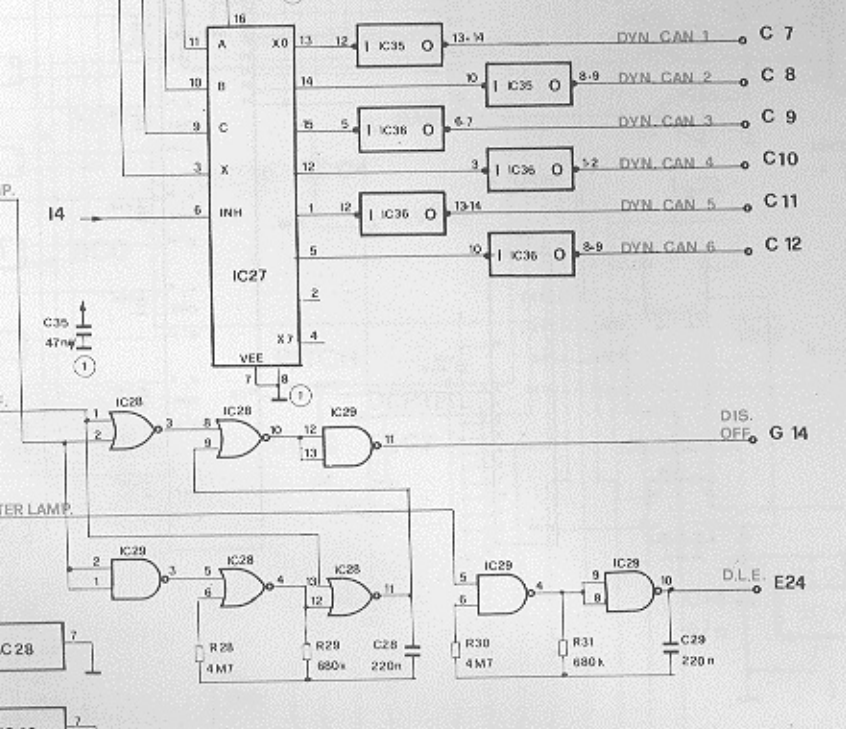 16
11 A X0 13 12 I IC35 O 13-14 DYN. CAN 1 C 7
10 B 14 10 I IC35 O 8-9 DYN. CAN 2 C 8
9 C 15 5 I IC36 O 6-7 DYN. CAN 3 C 9
3 X 12 3 I IC36 O 1-2 DYN. CAN 4 C10
P.
I4 6 INH 1 12 I IC36 O 13-14 DYN. CAN 5 C 11
5 10 I IC36 O 8-9 DYN. CAN 6 C 12
IC27
2
C35
47n
1
X7 4
VEE
7 8
1
F.
IC28 IC28 IC29
1 2 3 8 9 10 12 13 11
DIS.
OFF. G 14
TER LAMP.
IC29 IC28 IC28 IC29 IC29
2 1 3 5 6 4 13 12 11 5 6 4 9 8 10
D.L.E. E24
R28 R29 C28 R30 R31 C29
4M7 680k 220n 4M7 680k 220n
C 28 7
7